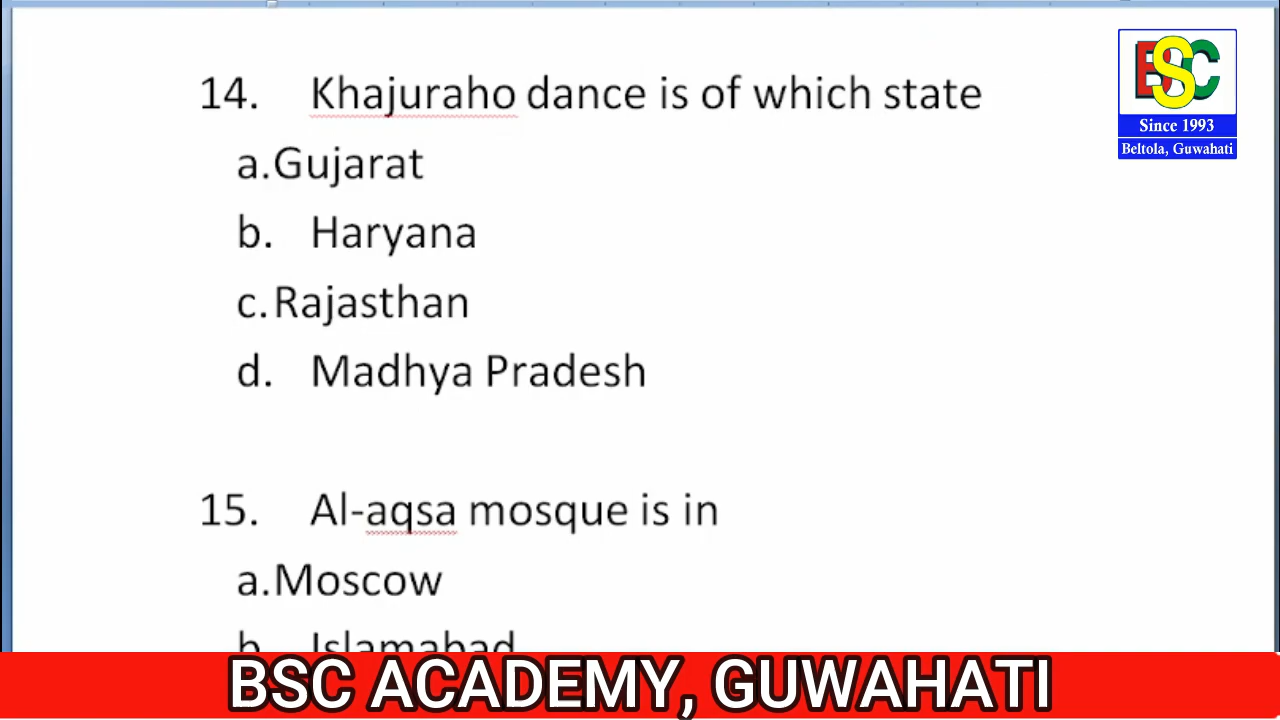 14. Khajuraho dance is of which state
a.Gujarat
b. Haryana
c.Rajasthan
d. Madhya Pradesh
15. Al-aqsa mosque is in
a.Moscow
b. Islamabad
BSC
Since 1993
Beltola, Guwahati
BSC ACADEMY, GUWAHATI